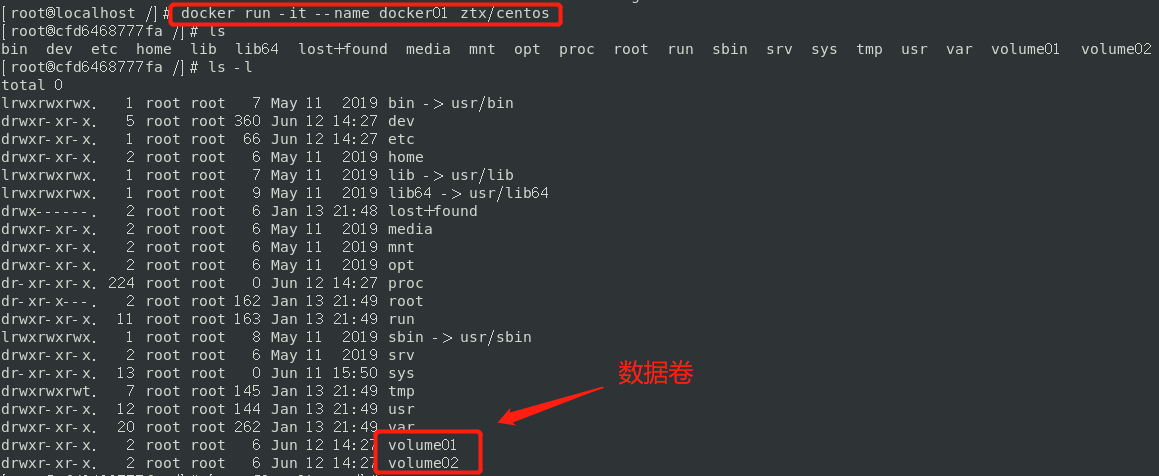 [root@localhost /]# docker run -it --name docker01 ztx/centos
[root@cfd6468777fa /]# ls
bin dev etc home lib lib64 lost+found media mnt opt proc root run sbin srv sys tmp usr var volume01 volume02
[root@cfd6468777fa /]# ls -l
total 0
lrwxrwxrwx. 1 root root 7 May 11 2019 bin -> usr/bin
drwxr-xr-x. 5 root root 360 Jun 12 14:27 dev
drwxr-xr-x. 1 root root 66 Jun 12 14:27 etc
drwxr-xr-x. 2 root root 6 May 11 2019 home
lrwxrwxrwx. 1 root root 7 May 11 2019 lib -> usr/lib
lrwxrwxrwx. 1 root root 9 May 11 2019 lib64 -> usr/lib64
drwx------. 2 root root 6 Jan 13 21:48 lost+found
drwxr-xr-x. 2 root root 6 May 11 2019 media
drwxr-xr-x. 2 root root 6 May 11 2019 mnt
drwxr-xr-x. 2 root root 6 May 11 2019 opt
dr-xr-xr-x. 224 root root 0 Jun 12 14:27 proc
dr-xr-x---. 2 root root 162 Jan 13 21:49 root
drwxr-xr-x. 11 root root 163 Jan 13 21:49 run
lrwxrwxrwx. 1 root root 8 May 11 2019 sbin -> usr/sbin
drwxr-xr-x. 2 root root 6 May 11 2019 srv
dr-xr-xr-x. 13 root root 0 Jun 11 15:50 sys
数据卷
drwxrwxrwt. 7 root root 145 Jan 13 21:49 tmp
drwxr-xr-x. 12 root root 144 Jan 13 21:49 usr
drwxr-xr-x. 20 root root 262 Jan 13 21:49 var
drwxr-xr-x. 2 root root 6 Jun 12 14:27 volume01
drwxr-xr-x. 2 root root 6 Jun 12 14:27 volume02